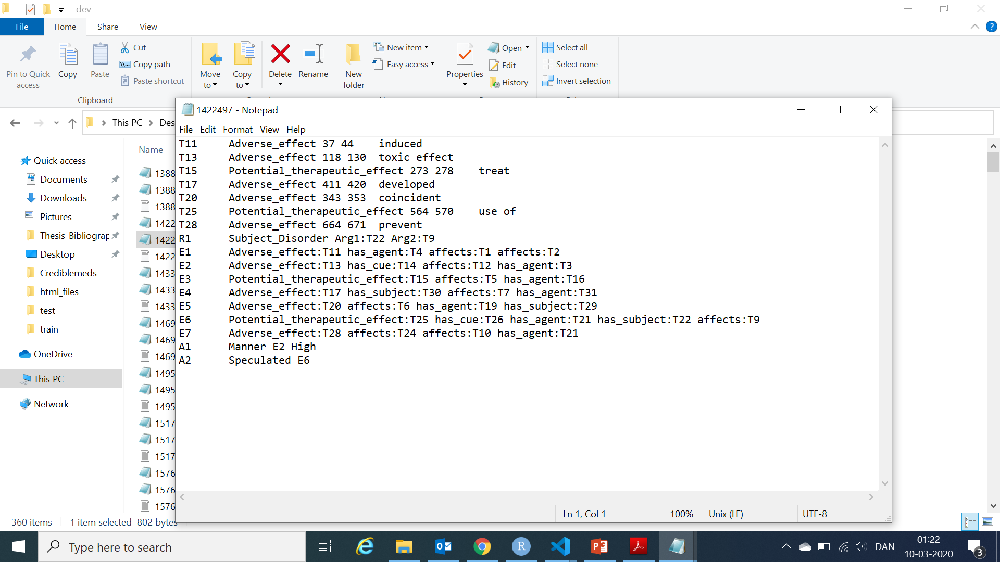 dev
File Home Share View
Pin to Quick access
Copy
Paste
Cut
Copy path
Paste shortcut
Clipboard
Move to
Copy to
Delete
Rename
New folder
New item
Easy access
Properties
Open
Edit
History
Select all
Select none
Invert selection
This PC Des
Name
Quick access
Documents
Downloads
Pictures
Thesis_Bibliograp
Desktop
Crediblemeds
html_files
test
train
OneDrive
This PC
Network
1388
1388
1388
1422
1422
1422
1433
1433
1433
1469
1469
1469
1495
1495
1495
1517
1517
1517
1576
1576
1576
360 items 1 item selected 802 bytes
1422497 - Notepad
File Edit Format View Help
T11 Adverse_effect 37 44 induced
T13 Adverse_effect 118 130 toxic effect
T15 Potential_therapeutic_effect 273 278 treat
T17 Adverse_effect 411 420 developed
T20 Adverse_effect 343 353 coincident
T25 Potential_therapeutic_effect 564 570 use of
T28 Adverse_effect 664 671 prevent
R1 Subject_Disorder Arg1:T22 Arg2:T9
E1 Adverse_effect:T11 has_agent:T4 affects:T1 affects:T2
E2 Adverse_effect:T13 has_cue:T14 affects:T12 has_agent:T3
E3 Potential_therapeutic_effect:T15 affects:T5 has_agent:T16
E4 Adverse_effect:T17 has_subject:T30 affects:T7 has_agent:T31
E5 Adverse_effect:T20 affects:T6 has_agent:T19 has_subject:T29
E6 Potential_therapeutic_effect:T25 has_cue:T26 has_agent:T21 has_subject:T22 affects:T9
E7 Adverse_effect:T28 affects:T24 affects:T10 has_agent:T21
A1 Manner E2 High
A2 Speculated E6
Ln 1, Col 1 100% Unix (LF) UTF-8
Type here to search
DAN
01:22
10-03-2020
3